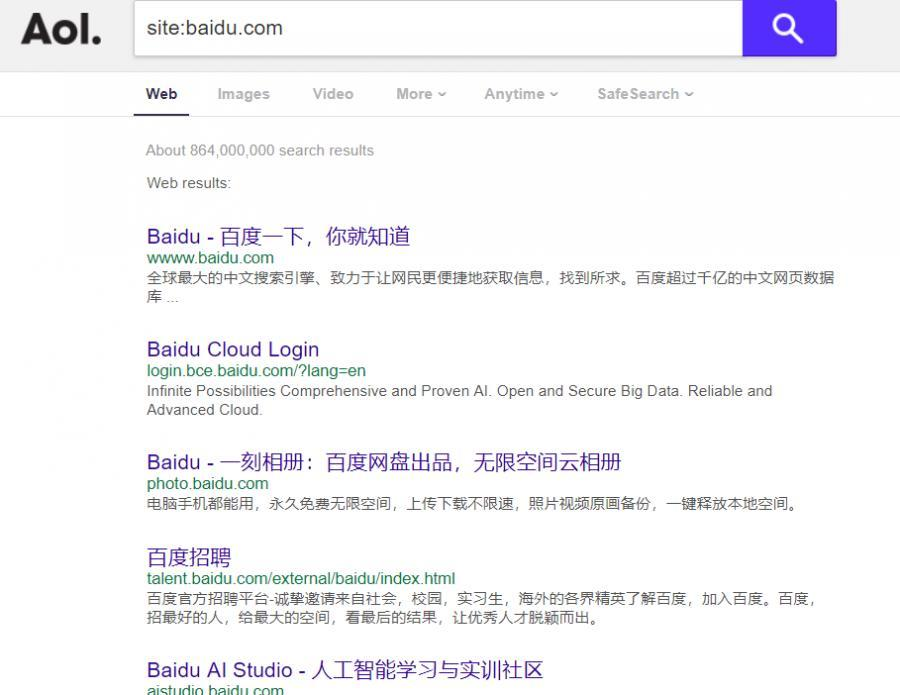 Aol.
site:baidu.com
Web Images Video More Anytime SafeSearch
About 864,000,000 search results
Web results:
Baidu - 百度一下，你就知道
wwww.baidu.com
全球最大的中文搜索引擎、致力于让网民更便捷地获取信息，找到所求。百度超过千亿的中文网页数据
库 ...
Baidu Cloud Login
login.bce.baidu.com/?lang=en
Infinite Possibilities Comprehensive and Proven AI. Open and Secure Big Data. Reliable and
Advanced Cloud.
Baidu - 一刻相册：百度网盘出品，无限空间云相册
photo.baidu.com
电脑手机都能用，永久免费无限空间，上传下载不限速，照片视频原画备份，一键释放本地空间。
百度招聘
talent.baidu.com/external/baidu/index.html
百度官方招聘平台-诚挚邀请来自社会，校园，实习生，海外的各界精英了解百度，加入百度。百度，
招最好的人，给最大的空间，看最后的结果，让优秀人才脱颖而出。
Baidu AI Studio - 人工智能学习与实训社区
aistudio.baidu.com